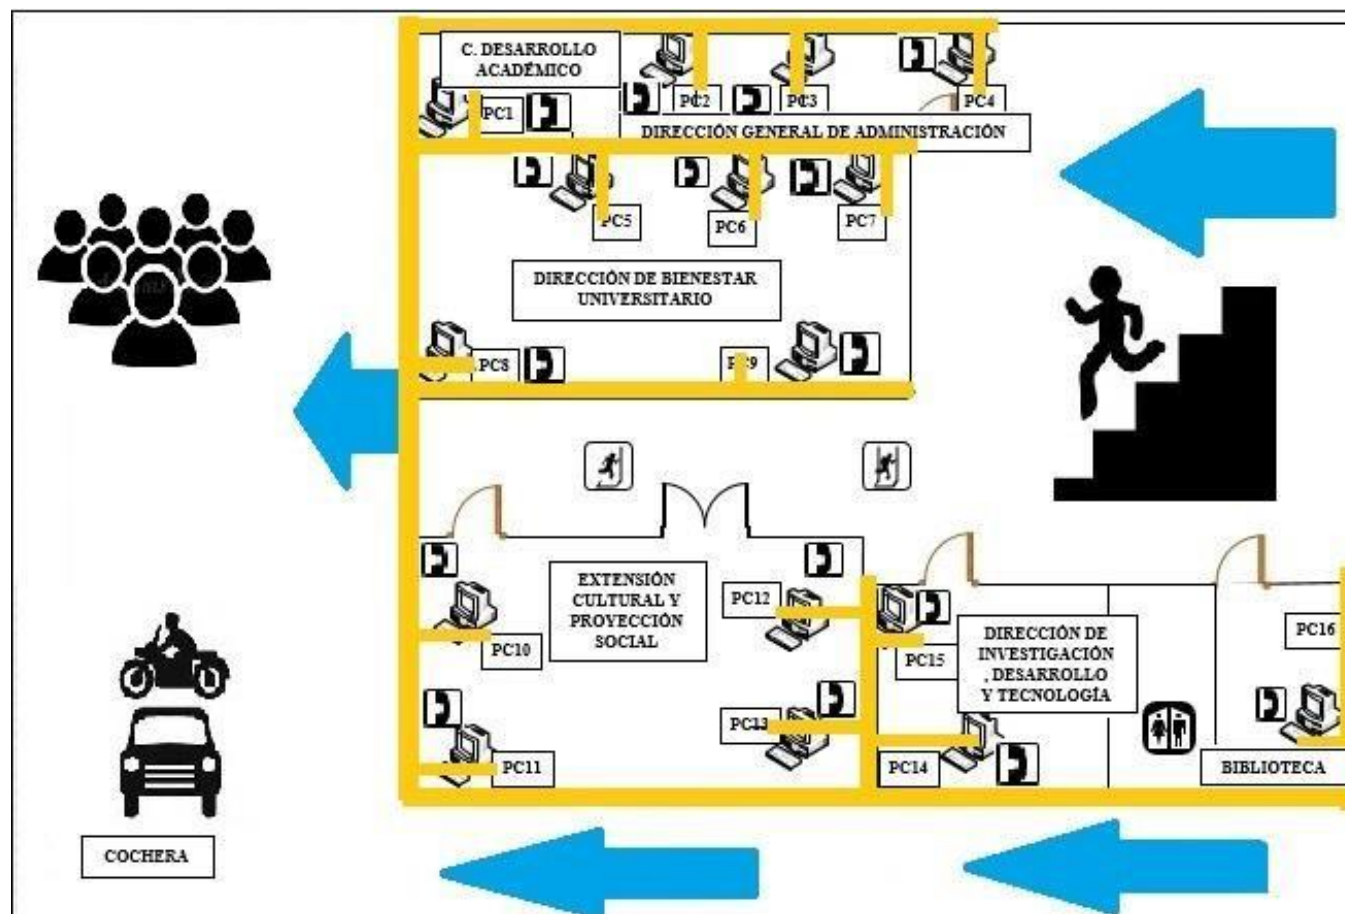 C. DESARROLLO
ACADÉMICO
PC1
PC2
PC3
PC4
DIRECCIÓN GENERAL DE ADMINISTRACIÓN
PC5
PC6
PC7
DIRECCIÓN DE BIENESTAR
UNIVERSITARIO
PC8
PC9
EXTENSIÓN
CULTURAL Y
PROYECCIÓN
SOCIAL
PC12
PC10
PC13
PC11
PC15
DIRECCIÓN DE
INVESTIGACIÓN
, DESARROLLO
Y TECNOLOGÍA
PC16
PC14
BIBLIOTECA
COCHERA